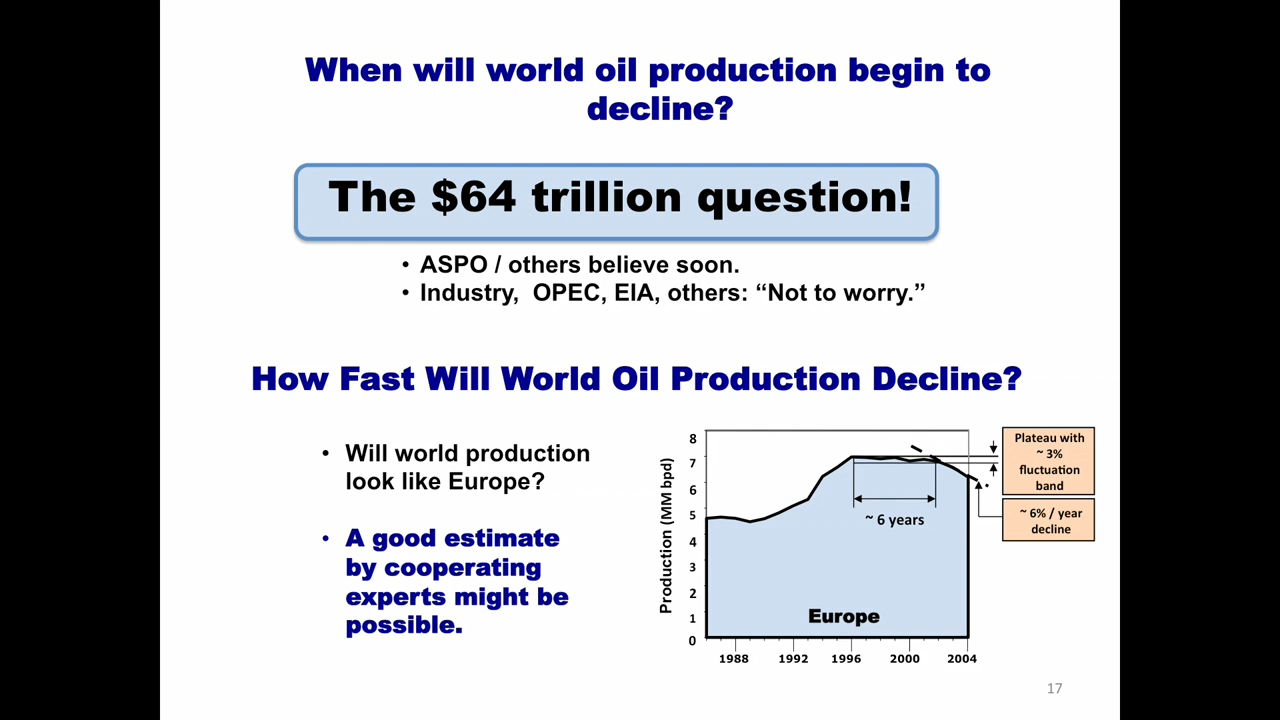 When will world oil production begin to
decline?
The $64 trillion question!
• ASPO / others believe soon.
• Industry,  OPEC, EIA, others: “Not to worry.”
How Fast Will World Oil Production Decline?
• Will world production
look like Europe?
• A good estimate
by cooperating
experts might be
possible.
Production (MM bpd)
8
7
6
5
4
3
2
1
0
1988 1992 1996 2000 2004
~ 6 years
Europe
Plateau with
~ 3%
fluctuation
band
~ 6% / year
decline
17